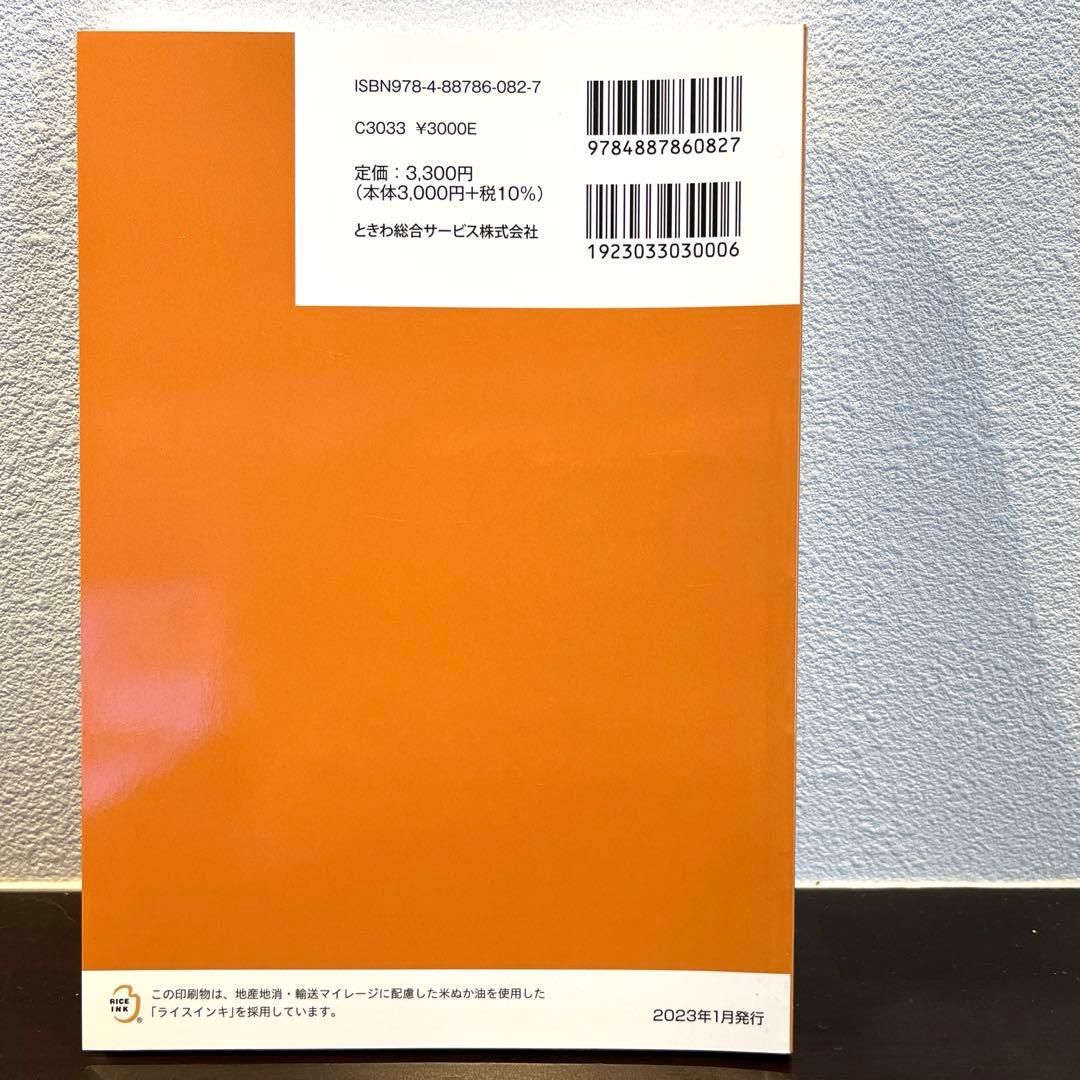 ISBN978-4-88786-082-7
C3033 ¥3000E
定価：3,300円
（本体3,000円＋税10%）
ときわ総合サービス株式会社
9784887860827
1923033030006
RICE
INK
®
この印刷物は、地産地消・輸送マイレージに配慮した米ぬか油を使用した
「ライスインキ」を採用しています。
2023年1月発行